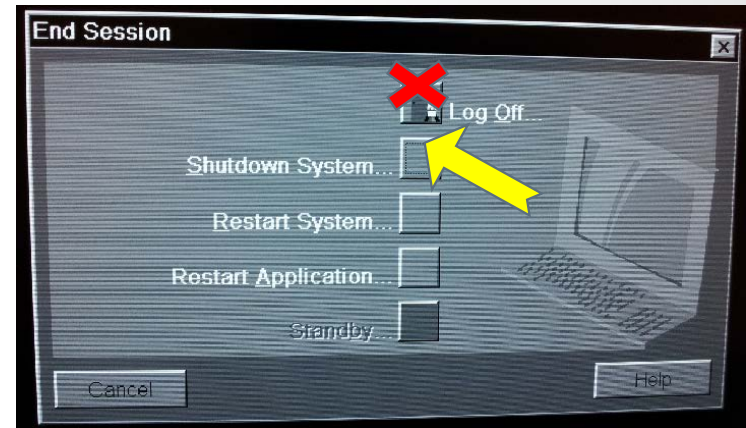 End Session
Log Off...
Shutdown System...
Restart System...
Restart Application...
Standby...
Cancel
Help